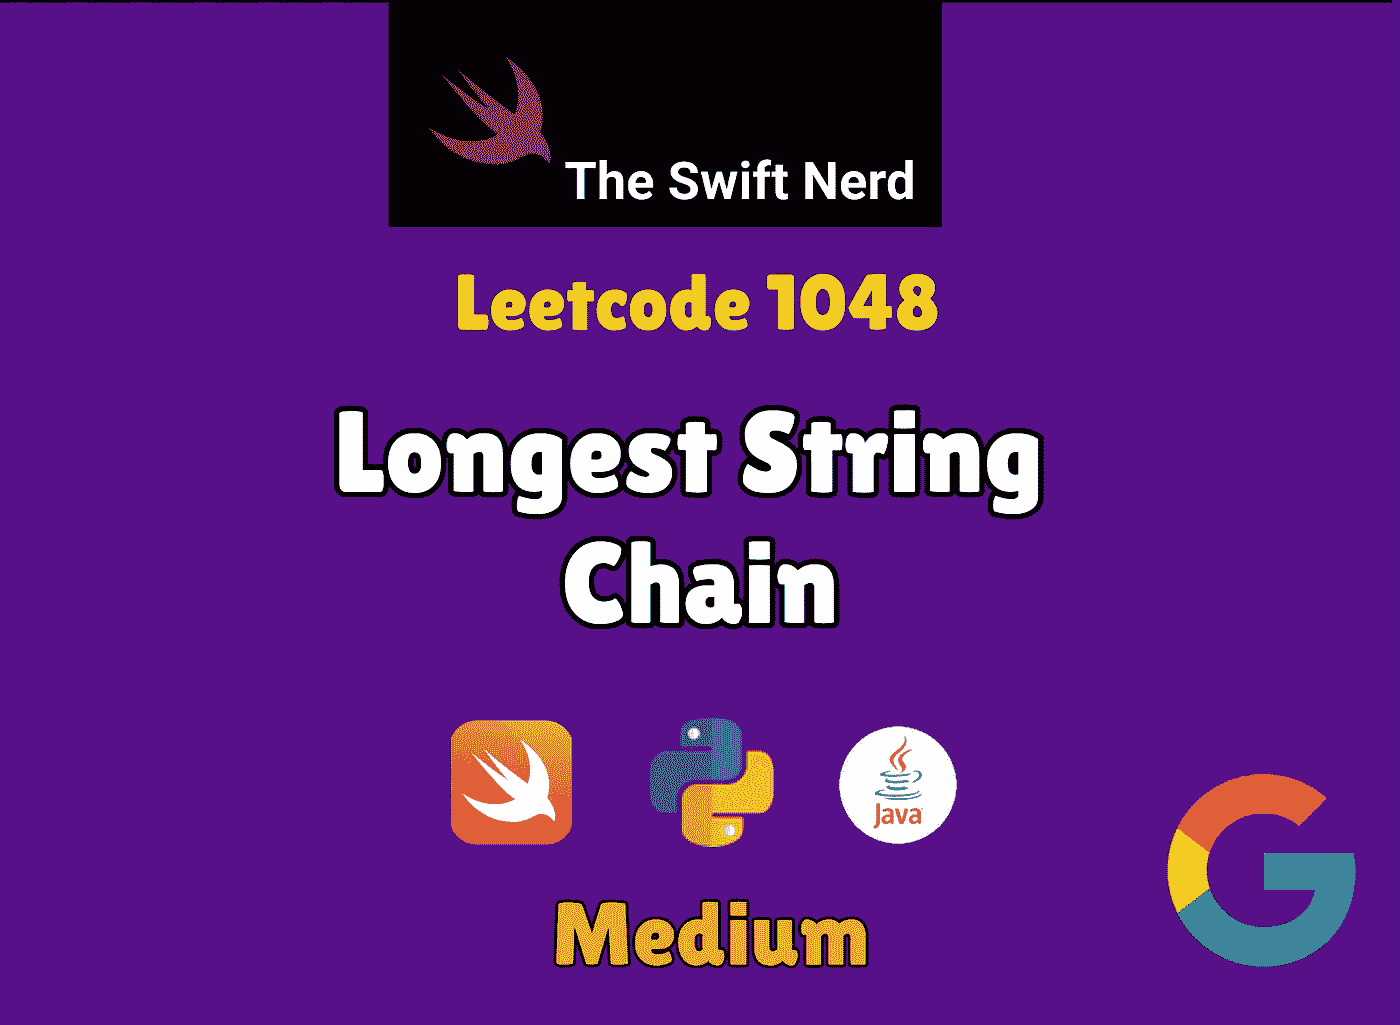 The Swift Nerd
Leetcode 1048
Longest String
Chain
Java
Medium